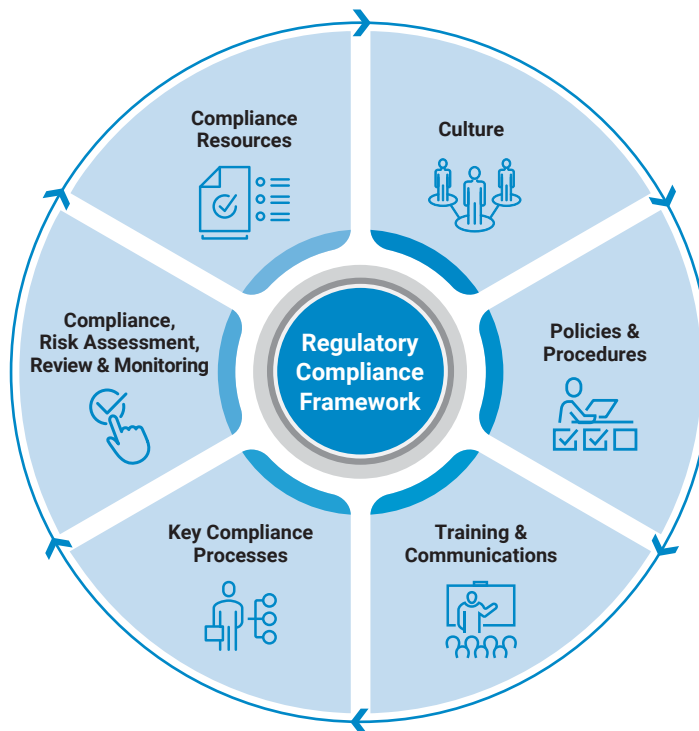 Compliance
Resources
Culture
Compliance,
Risk Assessment,
Review & Monitoring
Regulatory
Compliance
Framework
Policies &
Procedures
Key Compliance
Processes
Training &
Communications